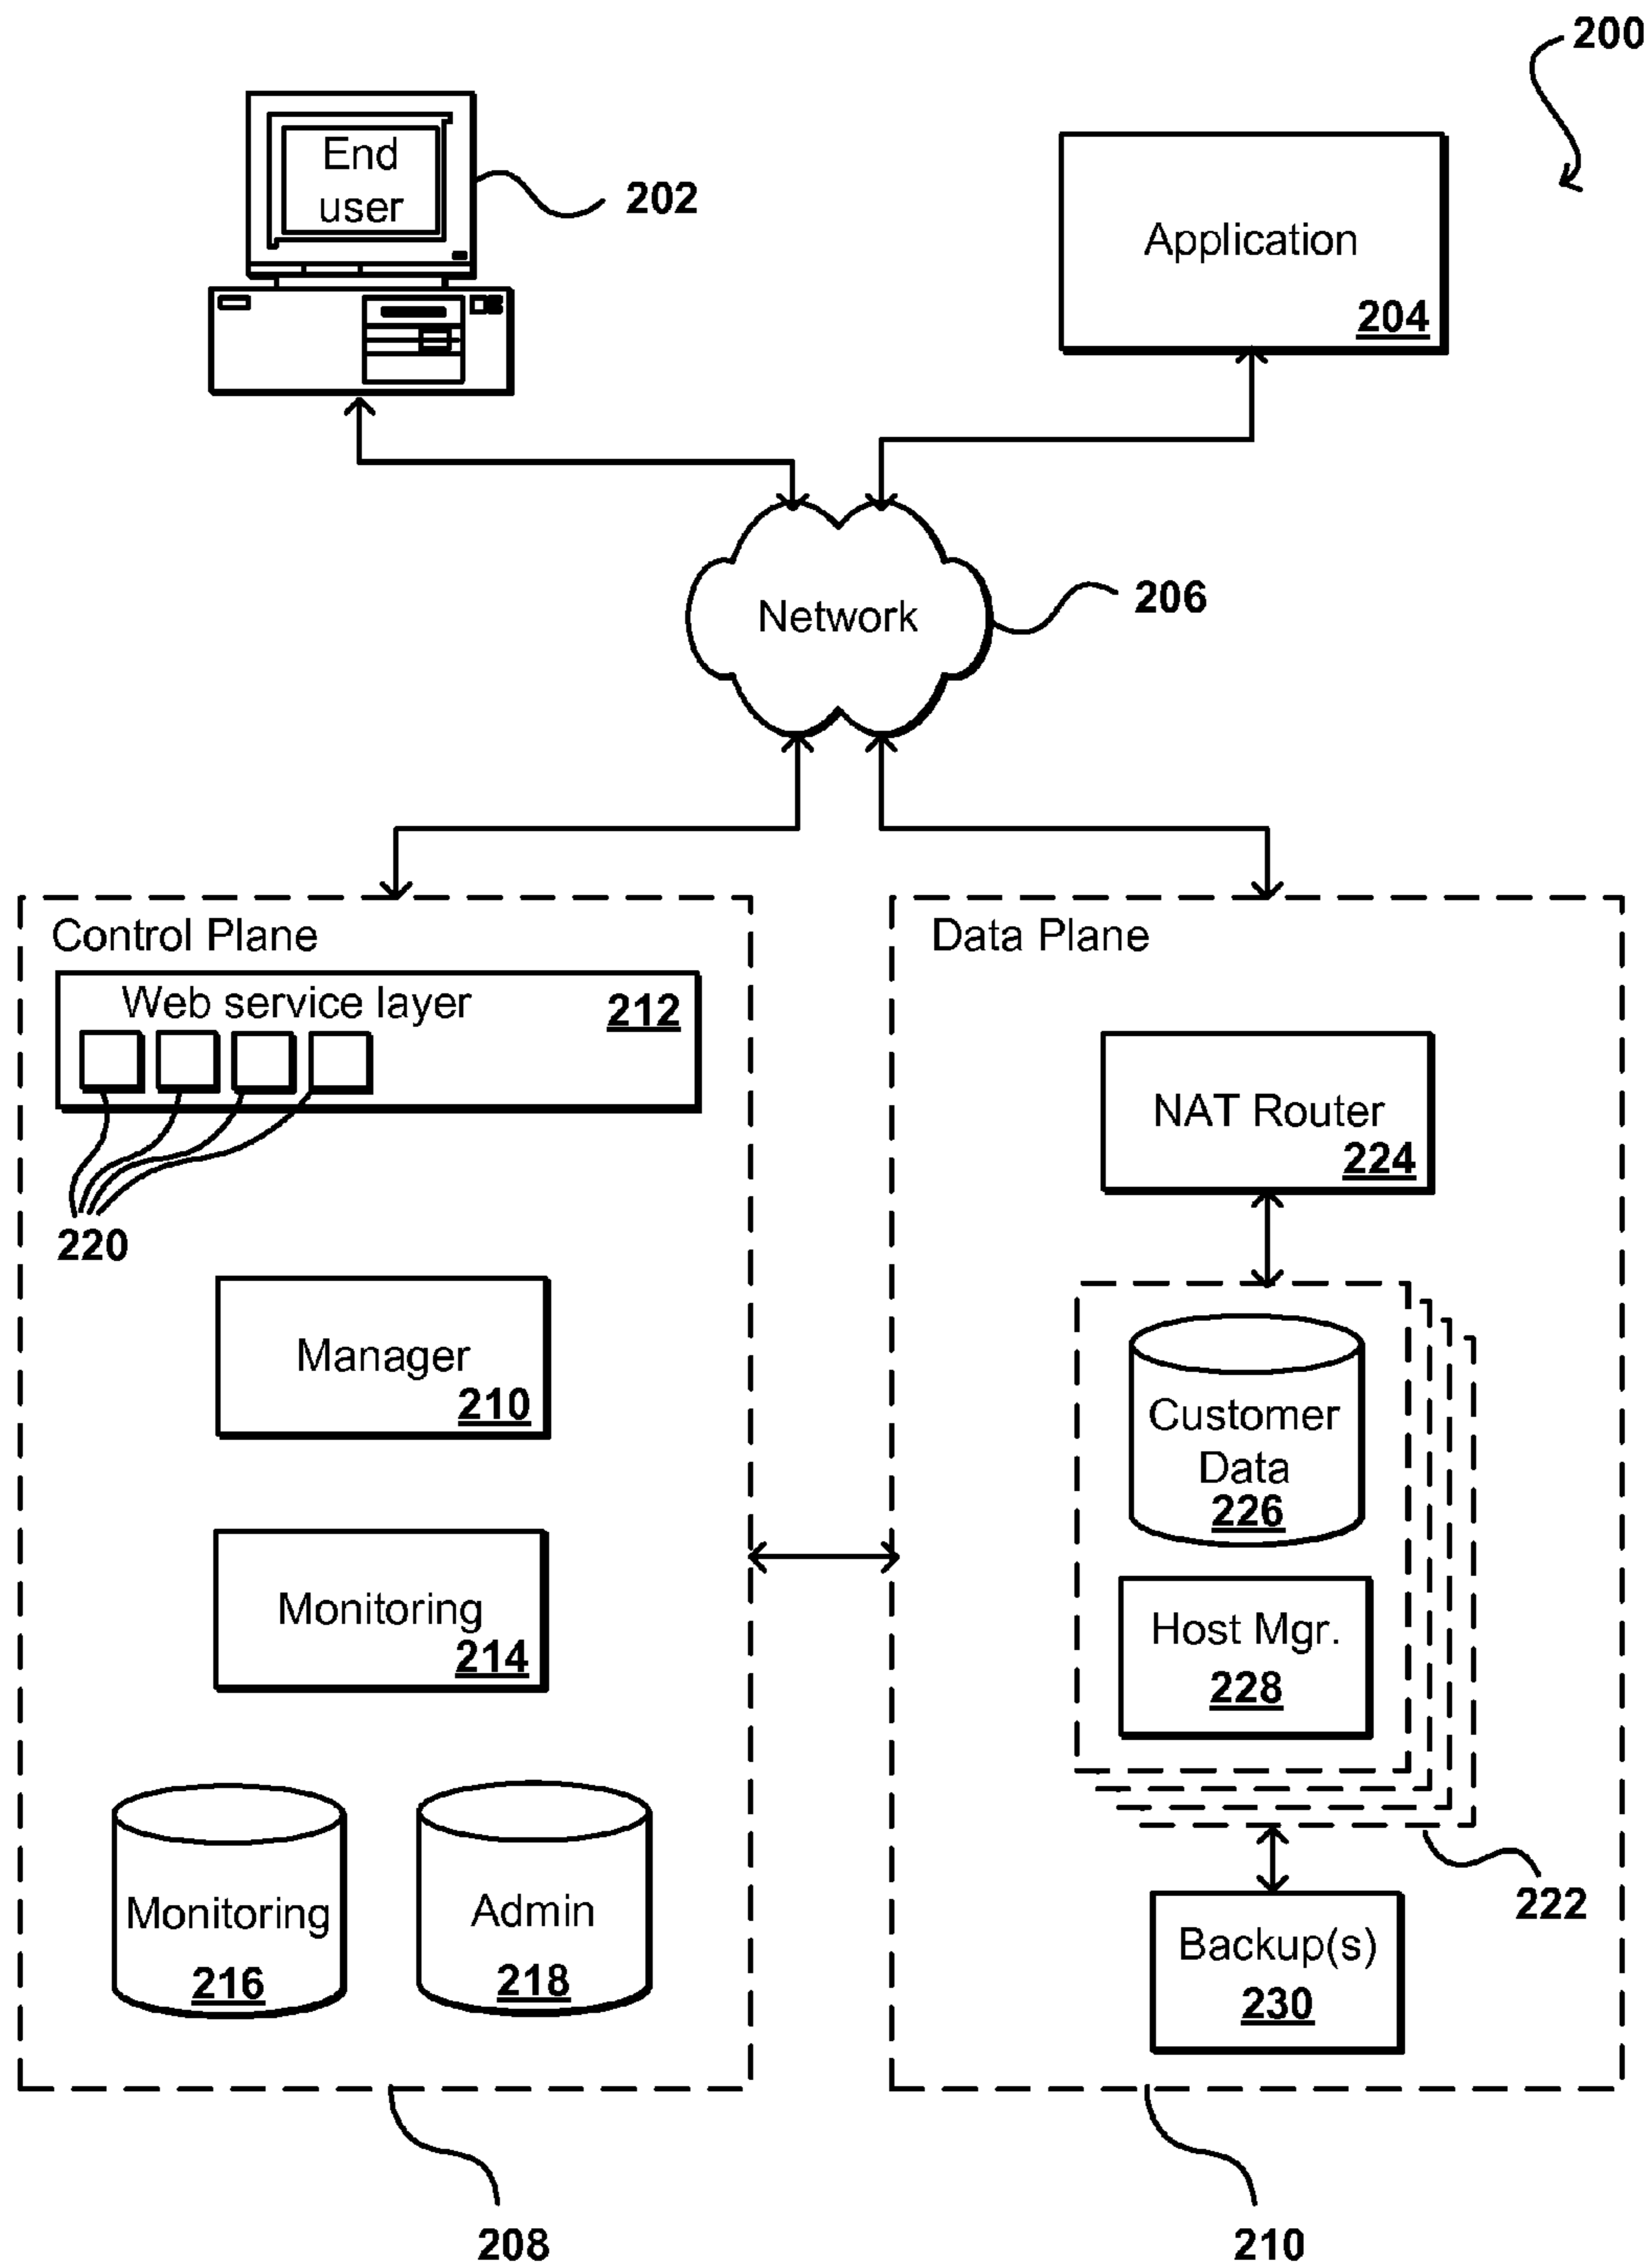 200
End
user
202
Application
204
Network
206
Control Plane
Web service layer
212
220
Manager
210
Monitoring
214
Monitoring
216
Admin
218
208
Data Plane
NAT Router
224
Customer
Data
226
Host Mgr.
228
222
Backup(s)
230
210